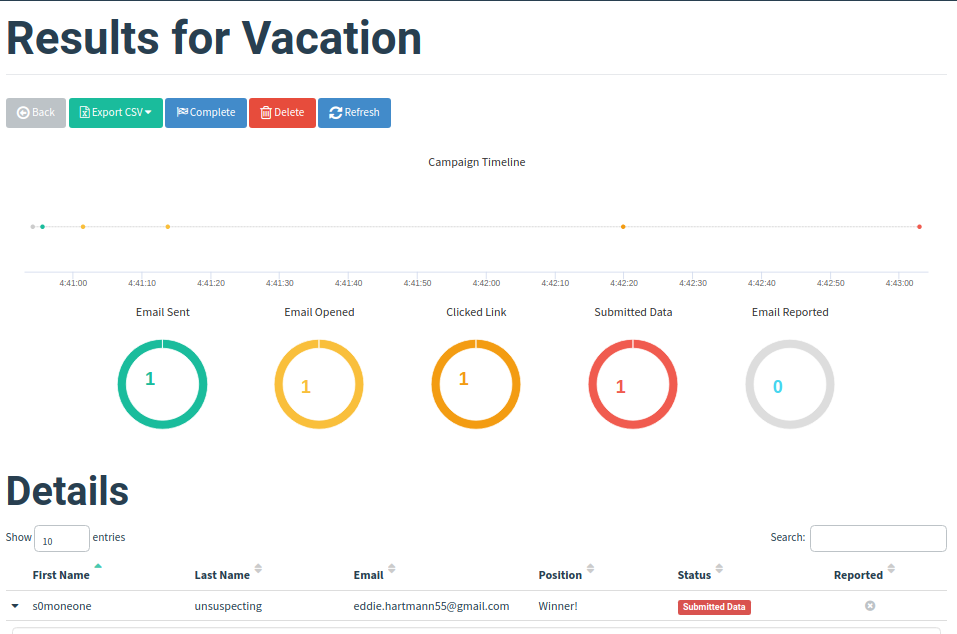 Results for Vacation
Back Export CSV Complete Delete Refresh
Campaign Timeline
4:41:00 4:41:10 4:41:20 4:41:30 4:41:40 4:41:50 4:42:00 4:42:10 4:42:20 4:42:30 4:42:40 4:42:50 4:43:00
Email Sent Email Opened Clicked Link Submitted Data Email Reported
1 1 1 1 0
Details
Show 10 entries Search:
First Name Last Name Email Position Status Reported
s0moneone unsuspecting eddie.hartmann55@gmail.com Winner! Submitted Data